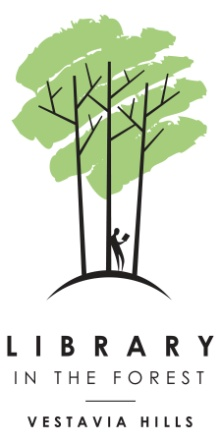 LIBRARY
IN THE FOREST
VESTAVIA HILLS